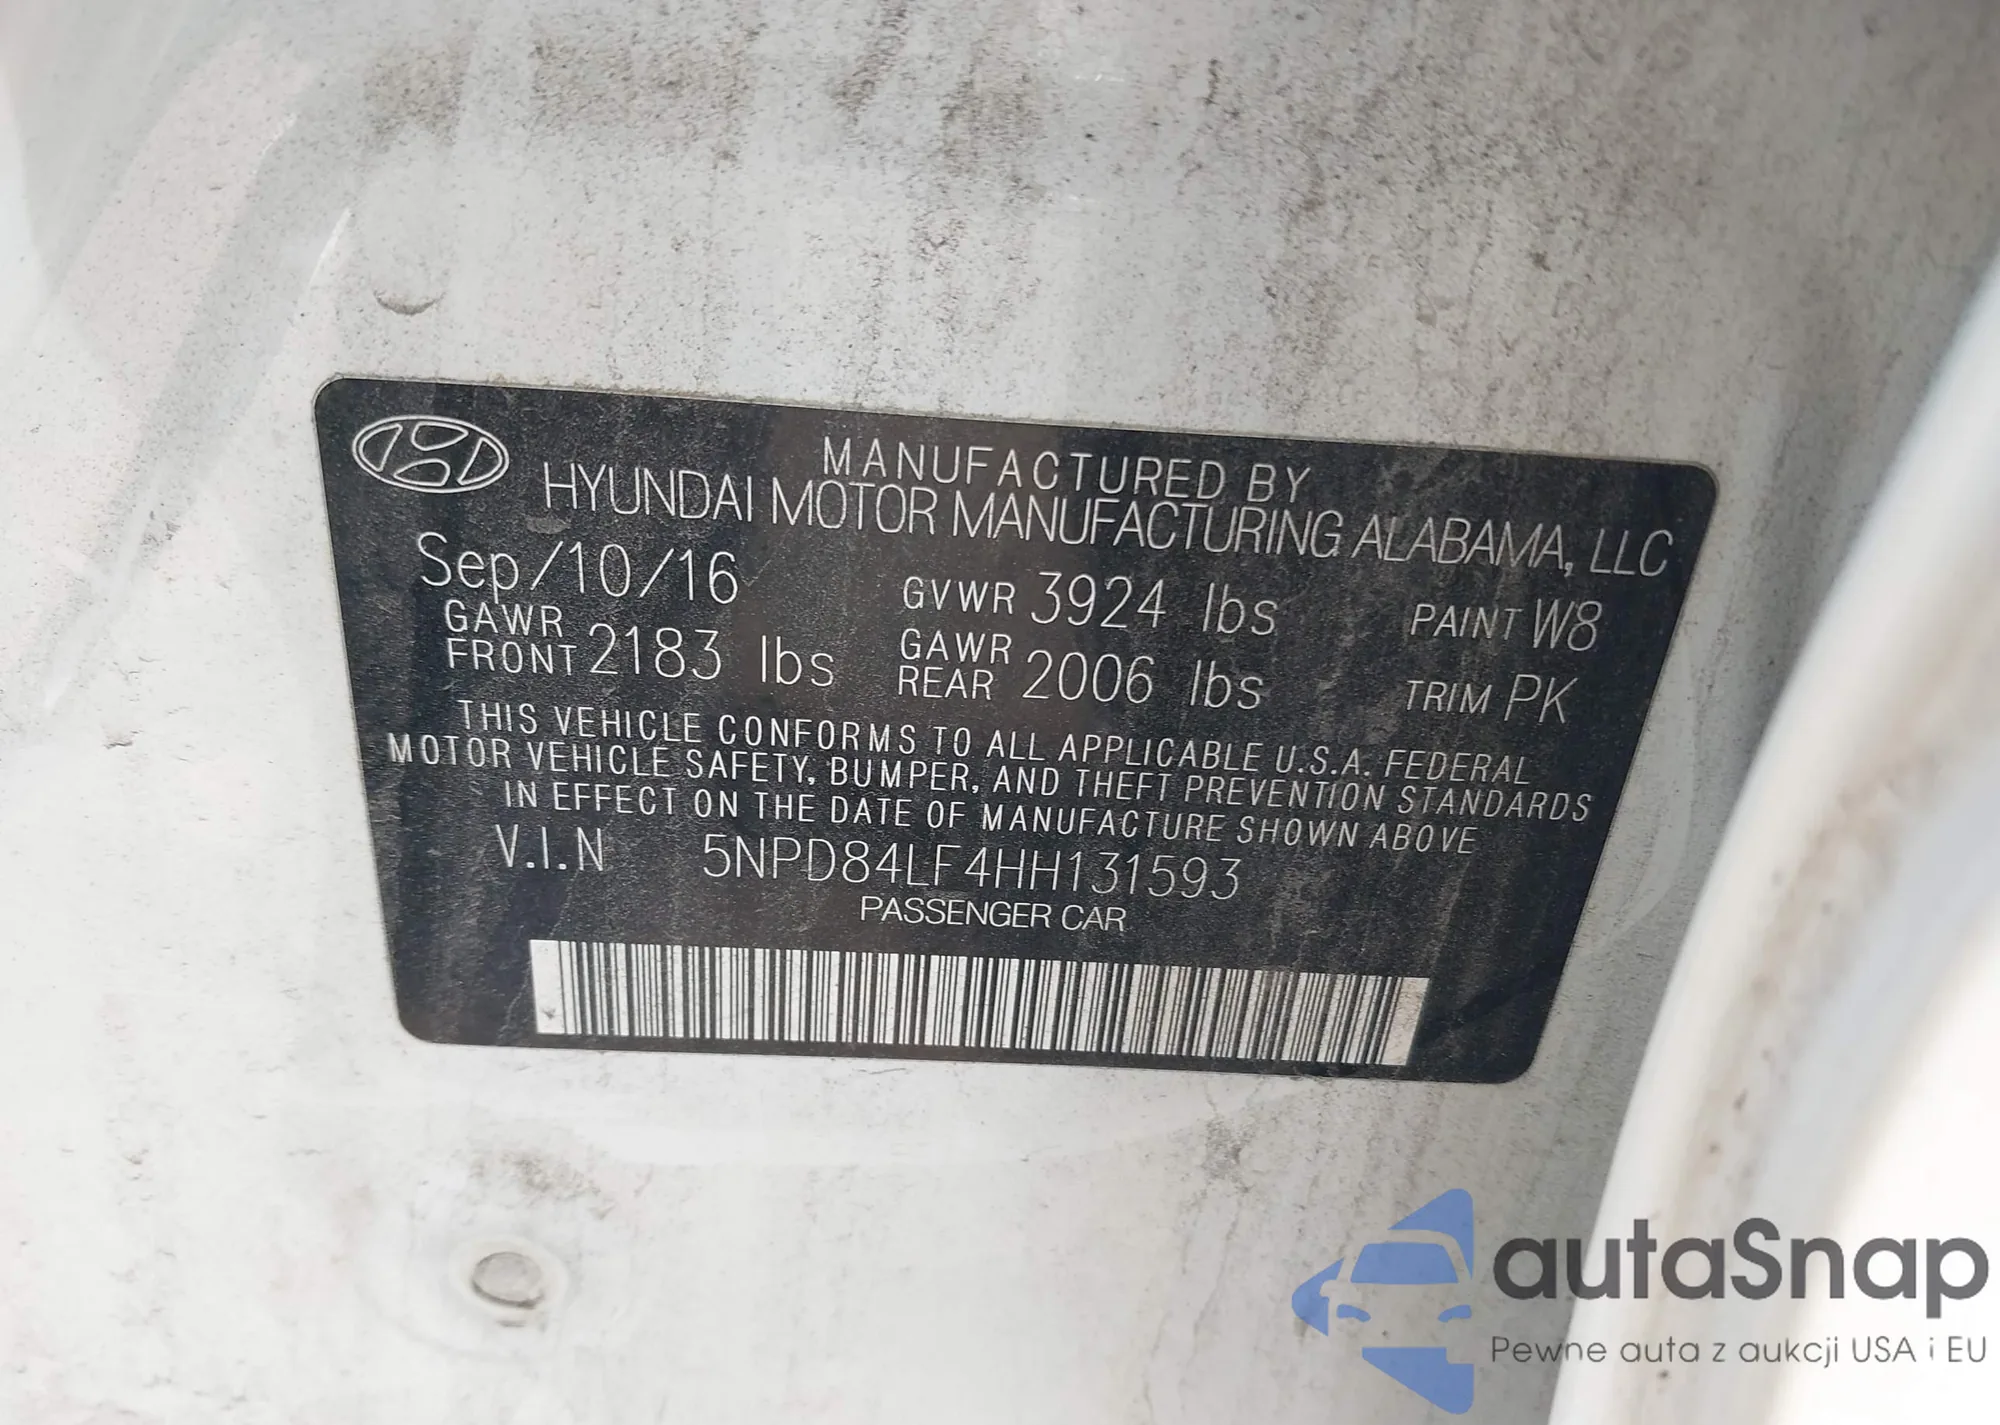 MANUFACTURED BY
HYUNDAI MOTOR MANUFACTURING ALABAMA, LLC
Sep/10/16 GVWR 3924 lbs PAINT W8
GAWR FRONT 2183 lbs GAWR REAR 2006 lbs TRIM PK
THIS VEHICLE CONFORMS TO ALL APPLICABLE U.S.A. FEDERAL
MOTOR VEHICLE SAFETY, BUMPER, AND THEFT PREVENTION STANDARDS
IN EFFECT ON THE DATE OF MANUFACTURE SHOWN ABOVE
V.I.N 5NPD84LF4HH131593
PASSENGER CAR
autaSnap
Pewne auta z aukcji USA i EU